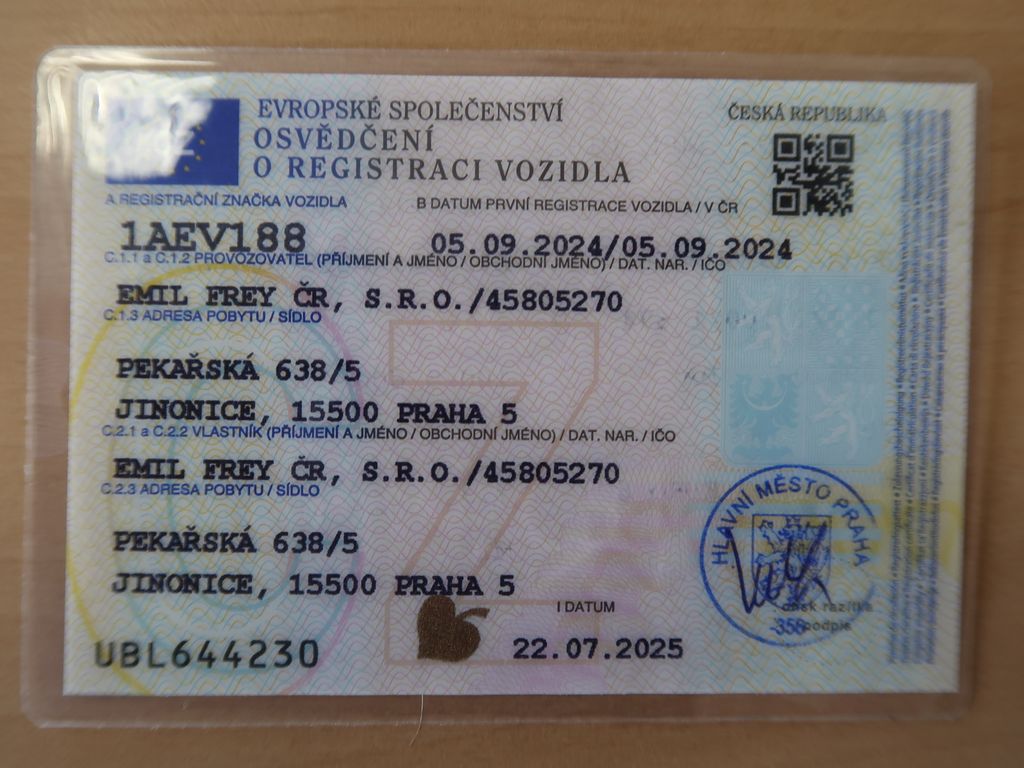 EVROPSKÉ SPOLEČENSTVÍ
ČESKÁ REPUBLIKA
OSVĚDČENÍ
O REGISTRACI VOZIDLA
A REGISTRAČNÍ ZNAČKA VOZIDLA
B DATUM PRVNÍ REGISTRACE VOZIDLA / V ČR
1AEV188
05.09.2024/05.09.2024
C.1.1 a C.1.2 PROVOZOVATEL (PŘÍJMENÍ A JMÉNO / OBCHODNÍ JMÉNO) / DAT. NAR. / IČO
EMIL FREY ČR, S.R.O./45805270
C.1.3 ADRESA POBYTU / SÍDLO
PEKAŘSKÁ 638/5
JINONICE, 15500 PRAHA 5
C.2.1 a C.2.2 VLASTNÍK (PŘÍJMENÍ A JMÉNO / OBCHODNÍ JMÉNO) / DAT. NAR. / IČO
EMIL FREY ČR, S.R.O./45805270
C.2.3 ADRESA POBYTU / SÍDLO
PEKAŘSKÁ 638/5
JINONICE, 15500 PRAHA 5
HLAVNÍ MĚSTO PRAHA
otisk razítka
-358-
podpis
I DATUM
22.07.2025
UBL644230